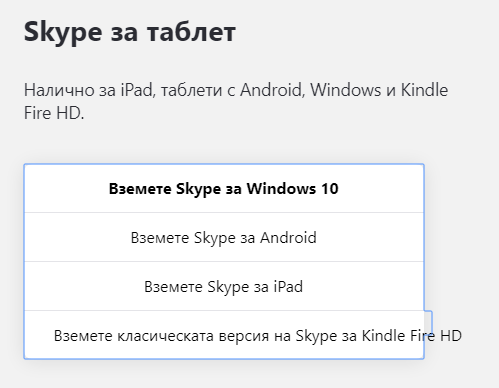 Skype за таблет
Налично за iPad, таблети с Android, Windows и Kindle
Fire HD.
Вземете Skype за Windows 10
Вземете Skype за Android
Вземете Skype за iPad
Вземете класическата версия на Skype за Kindle Fire HD